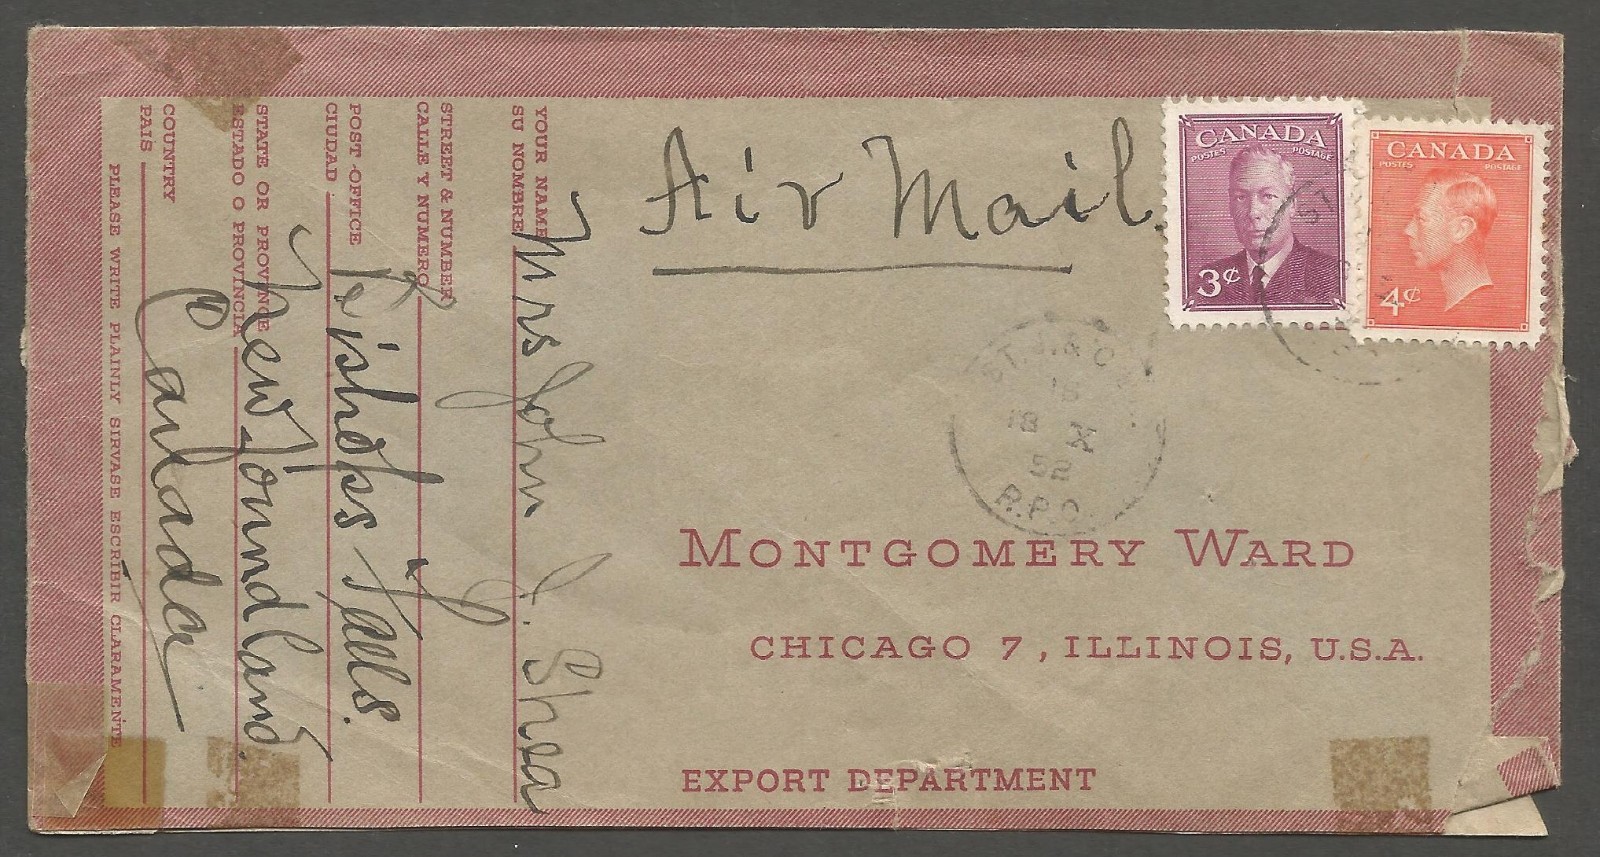 YOUR NAME
SU NOMBRE Mrs John J. Shea
STREET & NUMBER
CALLE Y NUMERO
POST OFFICE
CIUDAD Bishops Falls.
STATE OR PROVINCE
ESTADO O PROVINCIA Newfoundland.
COUNTRY
PAIS Canada
PLEASE WRITE PLAINLY SIRVASE ESCRIBIR CLARAMENTE
Air Mail
CANADA
POSTES POSTAGE
3¢
CANADA
POSTES POSTAGE
4¢
ST. J. & O
18 X
52
R.P.O.
MONTGOMERY WARD
CHICAGO 7, ILLINOIS, U.S.A.
EXPORT DEPARTMENT